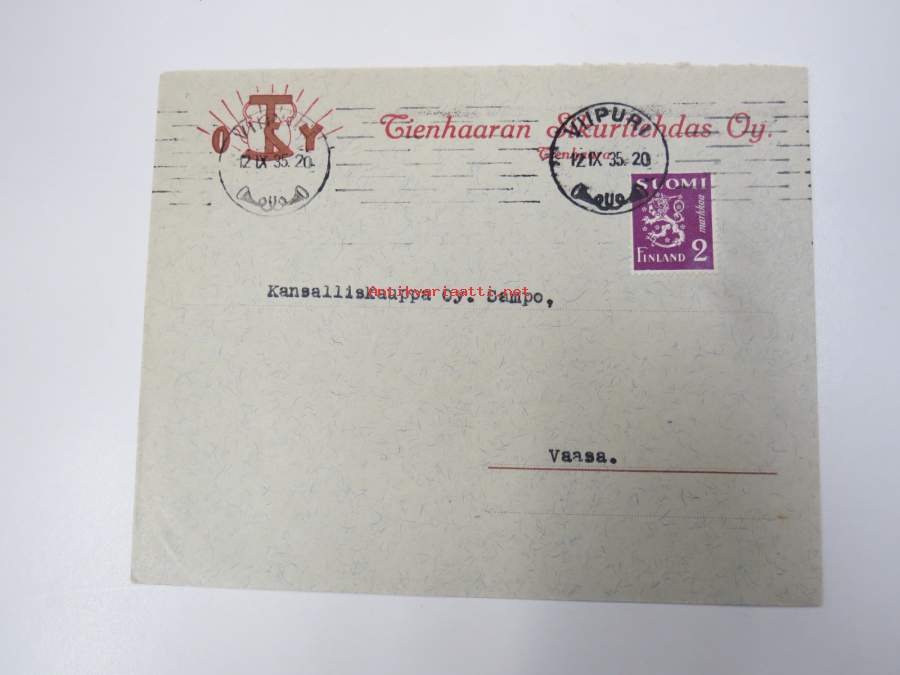 O T Y
Tienhaaran Sikuritehdas Oy.
Tienhaara
VIIPURI
12 IX 35. 20
12 IX 35. 20
SUOMI
markkaa
FINLAND 2
Kansalliskauppa Oy. Sampo,
Antikvariaatti.net
Vaasa.